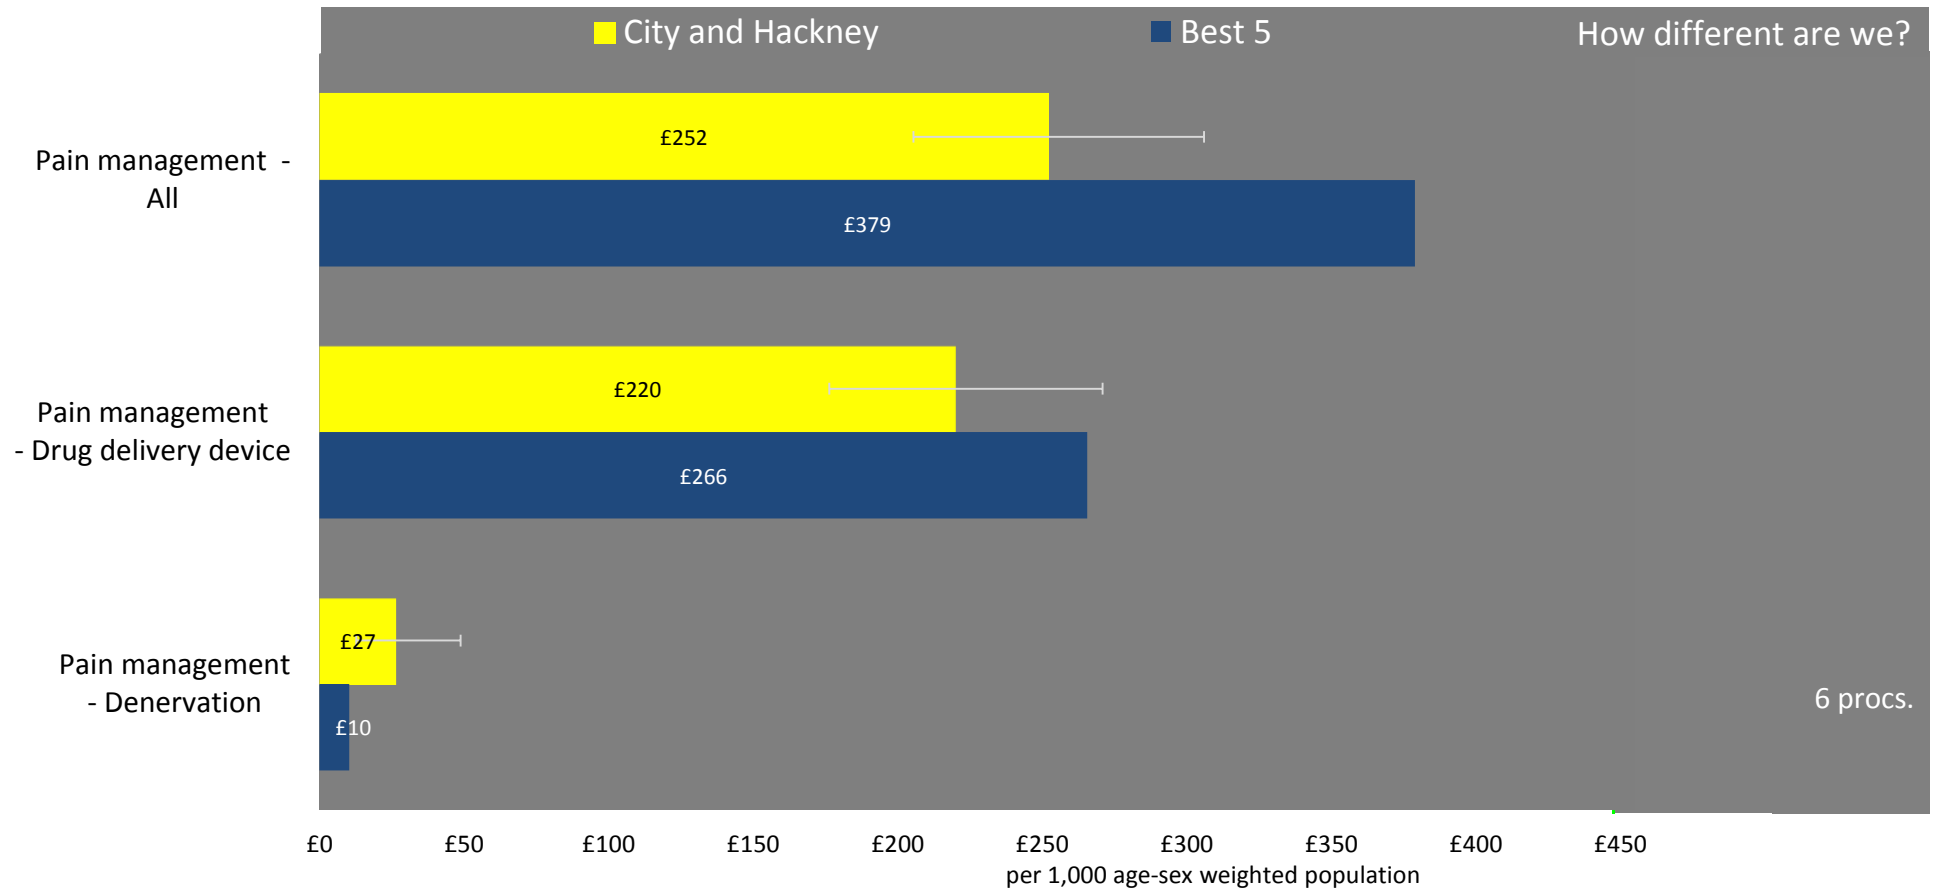 City and Hackney
Best 5
How different are we?
Pain management -
All
£252
£379
Pain management
- Drug delivery device
£220
£266
Pain management
- Denervation
£27
£10
6 procs.
£0 £50 £100 £150 £200 £250 £300 £350 £400 £450
per 1,000 age-sex weighted population